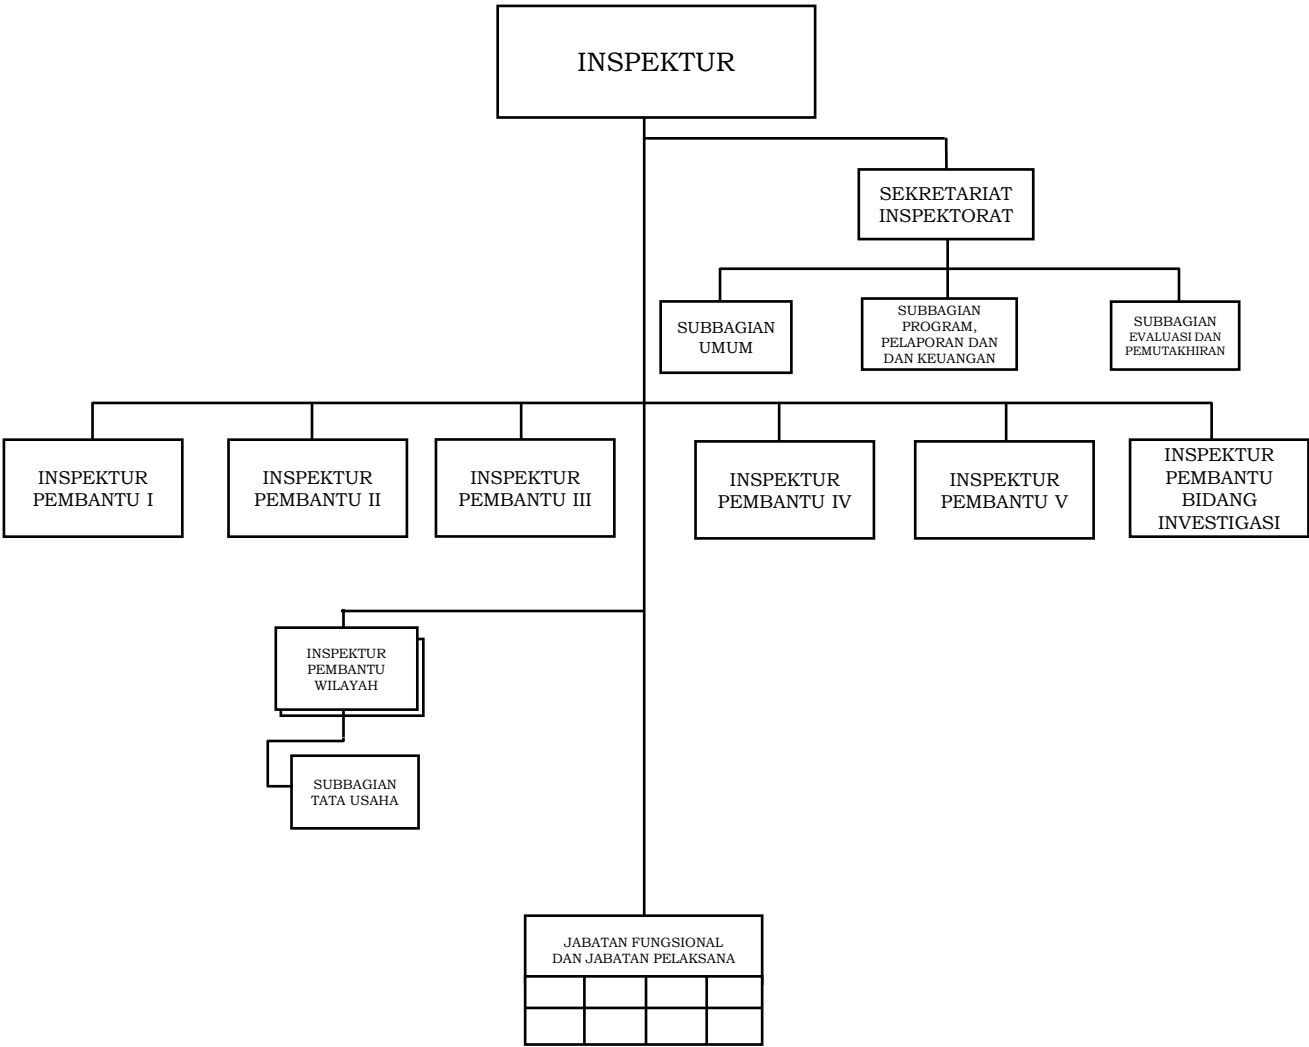 INSPEKTUR
SEKRETARIAT
INSPEKTORAT
SUBBAGIAN
UMUM
SUBBAGIAN
PROGRAM,
PELAPORAN DAN
DAN KEUANGAN
SUBBAGIAN
EVALUASI DAN
PEMUTAKHIRAN
INSPEKTUR
PEMBANTU I
INSPEKTUR
PEMBANTU II
INSPEKTUR
PEMBANTU III
INSPEKTUR
PEMBANTU IV
INSPEKTUR
PEMBANTU V
INSPEKTUR
PEMBANTU
BIDANG
INVESTIGASI
INSPEKTUR
PEMBANTU
WILAYAH
SUBBAGIAN
TATA USAHA
JABATAN FUNGSIONAL
DAN JABATAN PELAKSANA